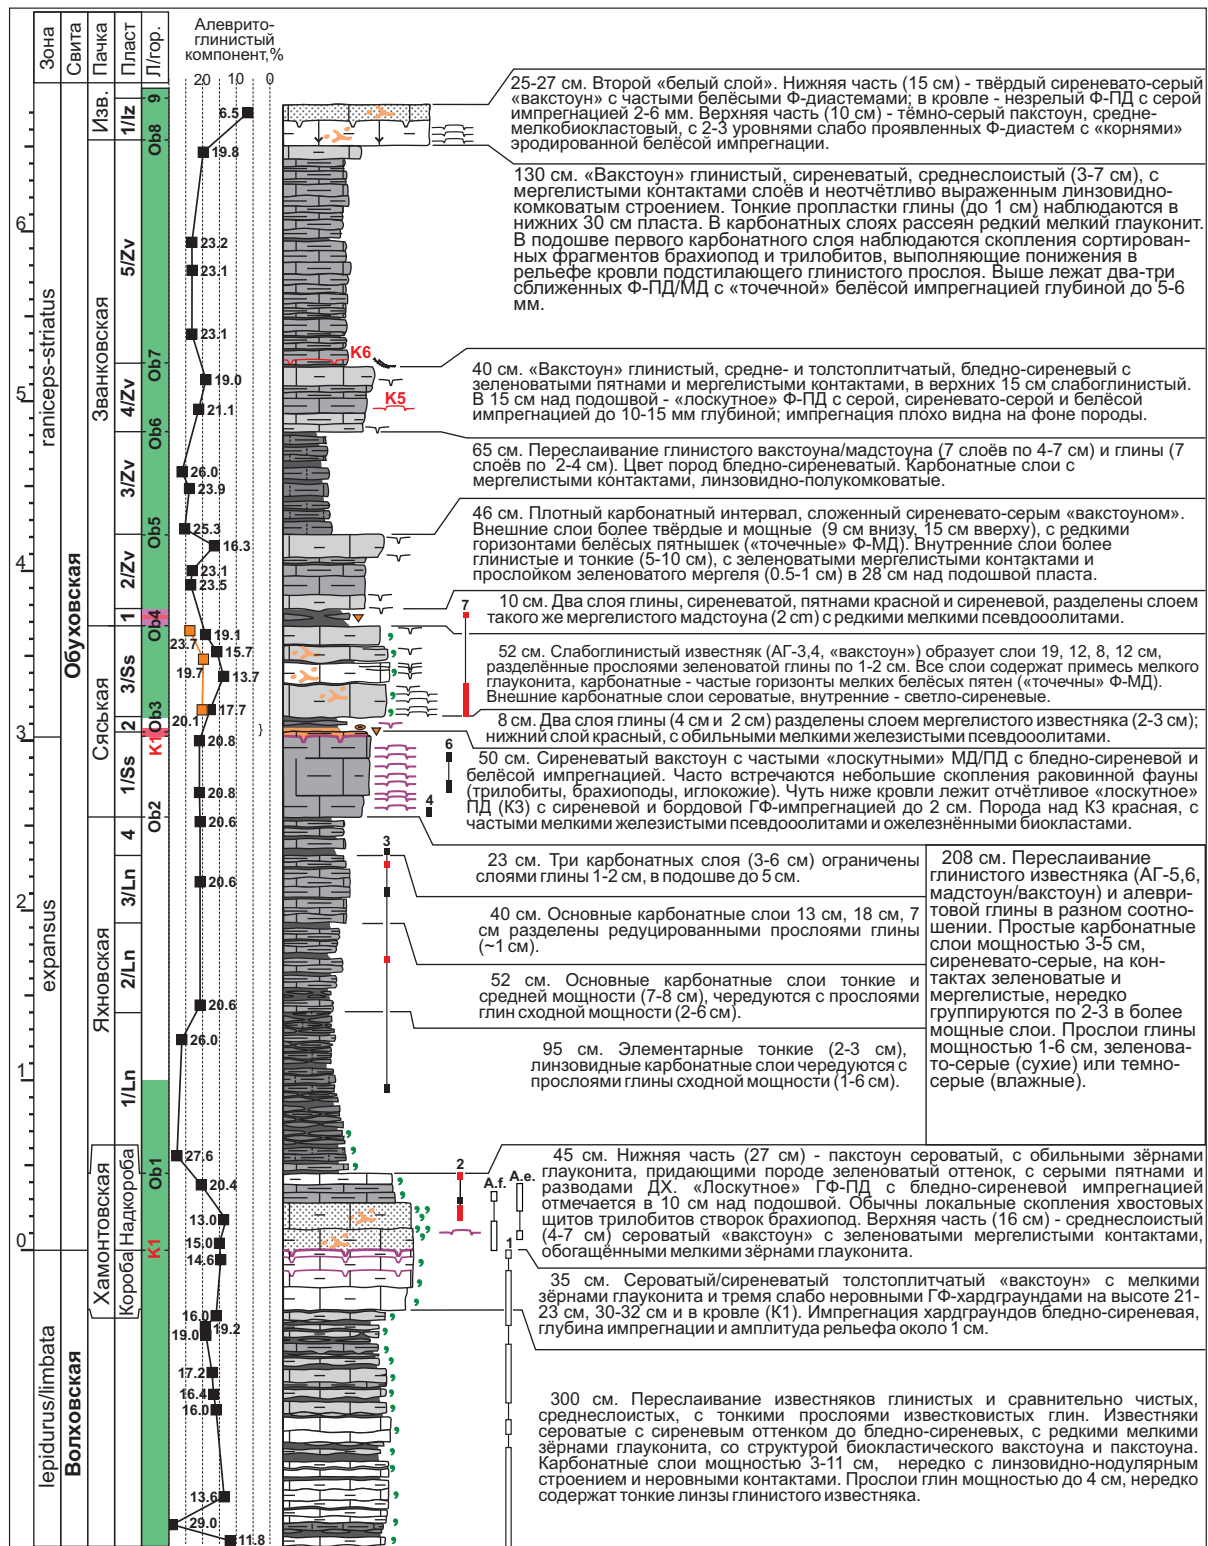 Зона
Свита
Пачка
Пласт
Л/гор.
Алеврито-
глинистый
компонент,%
20 10 0
raniceps-striatus
expansus
lepidurus/limbata
Обуховская
Волховская
Изв.
Званковская
Сяськая
Яхновская
Хамонтовская
Надкороба
Короба
1/Iz
5/Zv
4/Zv
3/Zv
2/Zv
1
3/Ss
2
1/Ss
4
3/Ln
2/Ln
1/Ln
9
Ob8
Ob7
Ob6
Ob5
Ob4
Ob3
K1
Ob2
Ob1
K1
6
5
4
3
2
1
0
6.5
19.8
23.2
23.1
23.1
19.0
21.1
26.0
23.9
25.3
16.3
23.1
23.5
19.1
23.7
15.7
19.7
13.7
17.7
20.1
20.8
20.8
20.6
20.6
20.6
26.0
27.6
20.4
13.0
15.0
14.6
16.0
19.2
19.0
17.2
16.4
16.0
13.6
29.0
11.8
K6
K5
7
6
4
3
2
A.f.
A.e.
1
25-27 см. Второй «белый слой». Нижняя часть (15 см) - твёрдый сиреневато-серый
«вакстоун» с частыми белёсыми Ф-диастемами; в кровле - незрелый Ф-ПД с серой
импрегнацией 2-6 мм. Верхняя часть (10 см) - тёмно-серый пакстоун, средне-
мелкобиокластовый, с 2-3 уровнями слабо проявленных Ф-диастем с «корнями»
эродированной белёсой импрегнации.
130 см. «Вакстоун» глинистый, сиреневатый, среднеслоистый (3-7 см), с
мергелистыми контактами слоёв и неотчётливо выраженным линзовидно-
комковатым строением. Тонкие пропластки глины (до 1 см) наблюдаются в
нижних 30 см пласта. В карбонатных слоях рассеян редкий мелкий глауконит.
В подошве первого карбонатного слоя наблюдаются скопления сортирован-
ных фрагментов брахиопод и трилобитов, выполняющие понижения в
рельефе кровли подстилающего глинистого прослоя. Выше лежат два-три
сближенных Ф-ПД/МД с «точечной» белёсой импрегнацией глубиной до 5-6
мм.
40 см. «Вакстоун» глинистый, средне- и толстоплитчатый, бледно-сиреневый с
зеленоватыми пятнами и мергелистыми контактами, в верхних 15 см слабоглинистый.
В 15 см над подошвой - «лоскутное» Ф-ПД с серой, сиреневато-серой и белёсой
импрегнацией до 10-15 мм глубиной; импрегнация плохо видна на фоне породы.
65 см. Переслаивание глинистого вакстоуна/мадстоуна (7 слоёв по 4-7 см) и глины (7
слоёв по 2-4 см). Цвет пород бледно-сиреневатый. Карбонатные слои с
мергелистыми контактами, линзовидно-полукомковатые.
46 см. Плотный карбонатный интервал, сложенный сиреневато-серым «вакстоуном».
Внешние слои более твёрдые и мощные (9 см внизу, 15 см вверху), с редкими
горизонтами белёсых пятнышек («точечные» Ф-МД). Внутренние слои более
глинистые и тонкие (5-10 см), с зеленоватыми мергелистыми контактами и
прослойком зеленоватого мергеля (0.5-1 см) в 28 см над подошвой пласта.
10 см. Два слоя глины, сиреневатой, пятнами красной и сиреневой, разделены слоем
такого же мергелистого мадстоуна (2 cm) с редкими мелкими псевдооолитами.
52 см. Слабоглинистый известняк (АГ-3,4, «вакстоун») образует слои 19, 12, 8, 12 см,
разделённые прослоями зеленоватой глины по 1-2 см. Все слои содержат примесь мелкого
глауконита, карбонатные - частые горизонты мелких белёсых пятен («точечны» Ф-МД).
Внешние карбонатные слои сероватые, внутренние - светло-сиреневые.
8 см. Два слоя глины (4 см и 2 см) разделены слоем мергелистого известняка (2-3 см);
нижний слой красный, с обильными мелкими железистыми псевдооолитами.
50 см. Сиреневатый вакстоун с частыми «лоскутными» МД/ПД с бледно-сиреневой и
белёсой импрегнацией. Часто встречаются небольшие скопления раковинной фауны
(трилобиты, брахиоподы, иглокожие). Чуть ниже кровли лежит отчётливое «лоскутное»
ПД (К3) с сиреневой и бордовой ГФ-импрегнацией до 2 см. Порода над К3 красная, с
частыми мелкими железистыми псевдооолитами и ожелезнёнными биокластами.
23 см. Три карбонатных слоя (3-6 см) ограничены
слоями глины 1-2 см, в подошве до 5 см.
40 см. Основные карбонатные слои 13 см, 18 см, 7
см разделены редуцированными прослоями глины
(~1 см).
52 см. Основные карбонатные слои тонкие и
средней мощности (7-8 см), чередуются с прослоями
глин сходной мощности (2-6 см).
95 см. Элементарные тонкие (2-3 см),
линзовидные карбонатные слои чередуются с
прослоями глины сходной мощности (1-6 см).
208 см. Переслаивание
глинистого известняка (АГ-5,6,
мадстоун/вакстоун) и алеври-
товой глины в разном соотно-
шении. Простые карбонатные
слои мощностью 3-5 см,
сиреневато-серые, на кон-
тактах зеленоватые и
мергелистые, нередко
группируются по 2-3 в более
мощные слои. Прослои глины
мощностью 1-6 см, зеленова-
то-серые (сухие) или темно-
серые (влажные).
45 см. Нижняя часть (27 см) - пакстоун сероватый, с обильными зёрнами
глауконита, придающими породе зеленоватый оттенок, с серыми пятнами и
разводами ДХ. «Лоскутное» ГФ-ПД с бледно-сиреневой импрегнацией
отмечается в 10 см над подошвой. Обычны локальные скопления хвостовых
щитов трилобитов створок брахиопод. Верхняя часть (16 см) - среднеслоистый
(4-7 см) сероватый «вакстоун» с зеленоватыми мергелистыми контактами,
обогащёнными мелкими зёрнами глауконита.
35 см. Сероватый/сиреневатый толстоплитчатый «вакстоун» с мелкими
зёрнами глауконита и тремя слабо неровными ГФ-хардграундами на высоте 21-
23 см, 30-32 см и в кровле (К1). Импрегнация хардграундов бледно-сиреневая,
глубина импрегнации и амплитуда рельефа около 1 см.
300 см. Переслаивание известняков глинистых и сравнительно чистых,
среднеслоистых, с тонкими прослоями известковистых глин. Известняки
сероватые с сиреневым оттенком до бледно-сиреневых, с редкими мелкими
зёрнами глауконита, со структурой биокластического вакстоуна и пакстоуна.
Карбонатные слои мощностью 3-11 см, нередко с линзовидно-нодулярным
строением и неровными контактами. Прослои глин мощностью до 4 см, нередко
содержат тонкие линзы глинистого известняка.